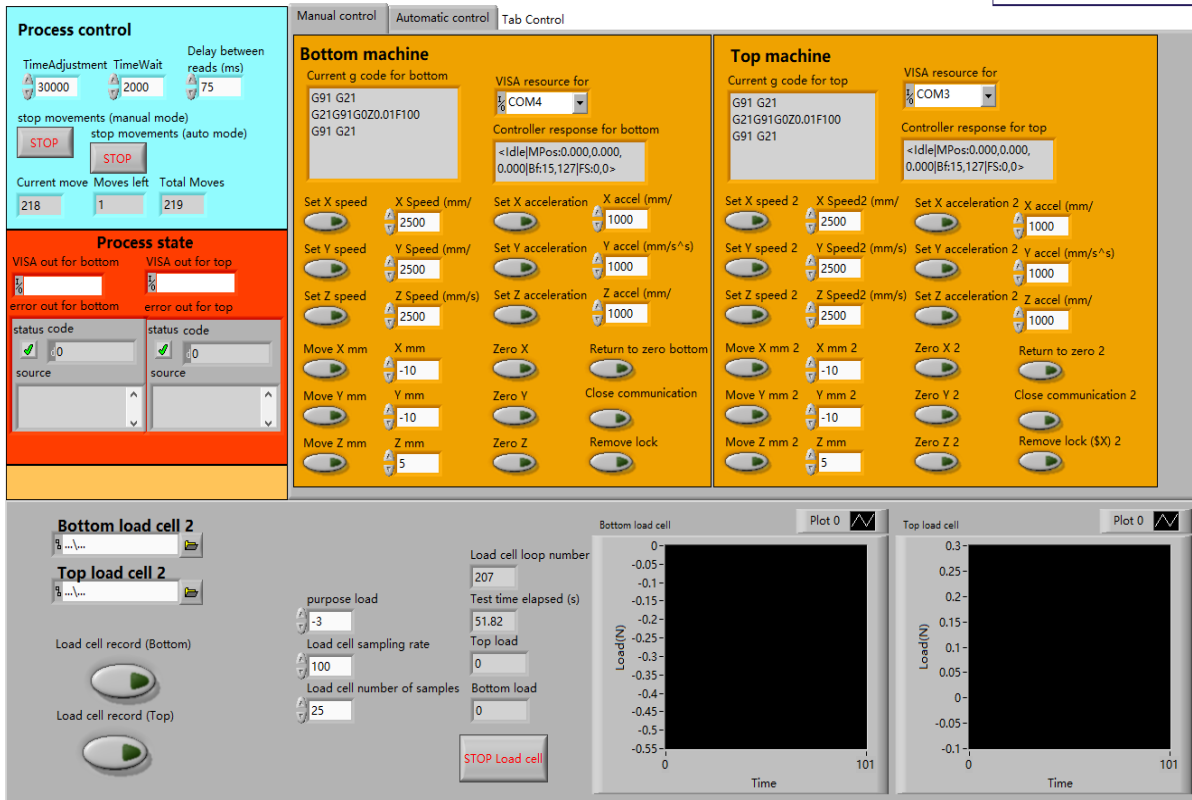 Manual control
Automatic control
Tab Control
Process control
TimeAdjustment
TimeWait
Delay between
reads (ms)
30000
2000
75
stop movements (manual mode)
STOP
stop movements (auto mode)
STOP
Current move
Moves left
Total Moves
218
1
219
Process state
VISA out for bottom
VISA out for top
error out for bottom
error out for top
status code
0
source
status code
0
source
Bottom machine
Current g code for bottom
G91 G21
G21G91G0Z0.01F100
G91 G21
VISA resource for
COM4
Controller response for bottom
<Idle|MPos:0.000,0.000,
0.000|Bf:15,127|FS:0,0>
Set X speed
X Speed (mm/
2500
Set X acceleration
X accel (mm/
1000
Set Y speed
Y Speed (mm/
2500
Set Y acceleration
Y accel (mm/s^s)
1000
Set Z speed
Z Speed (mm/s)
2500
Set Z acceleration
Z accel (mm/
1000
Move X mm
X mm
-10
Zero X
Return to zero bottom
Move Y mm
Y mm
-10
Zero Y
Close communication
Move Z mm
Z mm
5
Zero Z
Remove lock
Top machine
Current g code for top
G91 G21
G21G91G0Z0.01F100
G91 G21
VISA resource for
COM3
Controller response for top
<Idle|MPos:0.000,0.000,
0.000|Bf:15,127|FS:0,0>
Set X speed 2
X Speed2 (mm/
2500
Set X acceleration 2
X accel (mm/
1000
Set Y speed 2
Y Speed2 (mm/s)
2500
Set Y acceleration 2
Y accel (mm/s^s)
1000
Set Z speed 2
Z Speed2 (mm/s)
2500
Set Z acceleration 2
Z accel (mm/
1000
Move X mm 2
X mm 2
-10
Zero X 2
Return to zero 2
Move Y mm 2
Y mm 2
-10
Zero Y 2
Close communication 2
Move Z mm 2
Z mm
5
Zero Z 2
Remove lock ($X) 2
Bottom load cell 2
...\...
Top load cell 2
...\...
Load cell record (Bottom)
Load cell record (Top)
purpose load
-3
Load cell sampling rate
100
Load cell number of samples
25
Load cell loop number
207
Test time elapsed (s)
51.82
Top load
0
Bottom load
0
STOP Load cell
Bottom load cell
Plot 0
Load(N)
0
-0.05
-0.1
-0.15
-0.2
-0.25
-0.3
-0.35
-0.4
-0.45
-0.5
-0.55
0
101
Time
Top load cell
Plot 0
Load(N)
0.3
0.25
0.2
0.15
0.1
0.05
0
-0.05
-0.1
0
101
Time